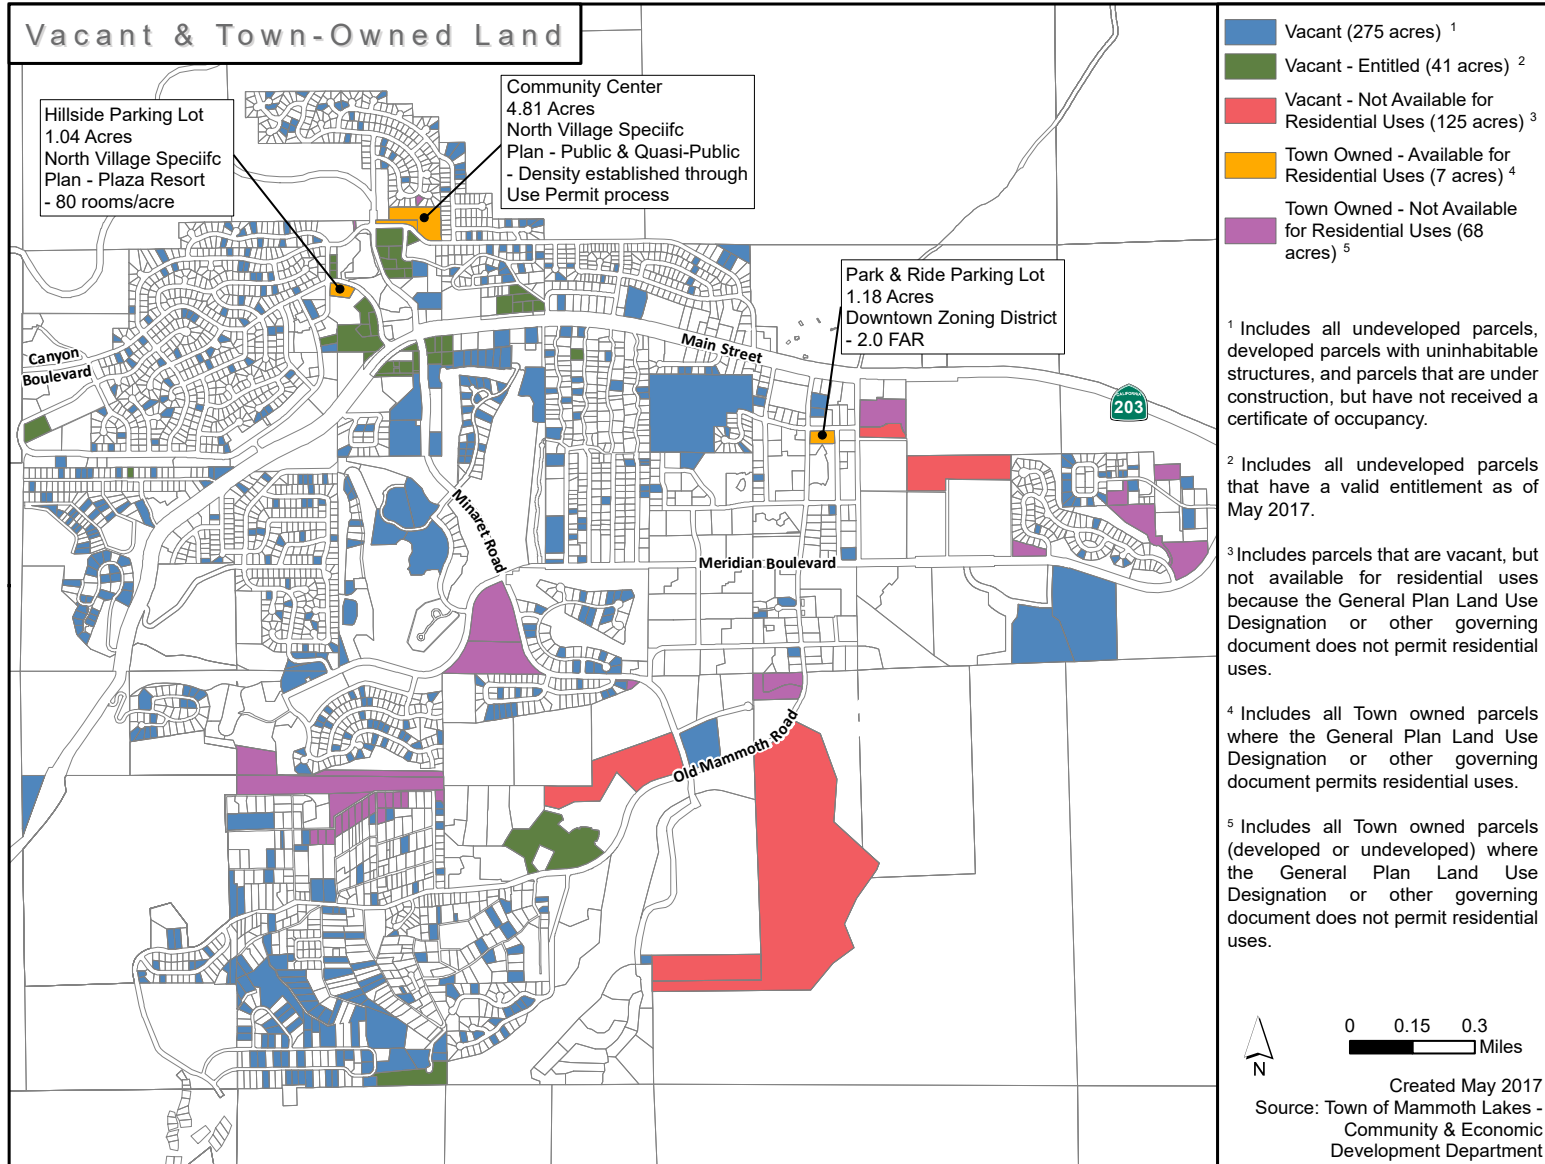 Vacant & Town-Owned Land
Hillside Parking Lot
1.04 Acres
North Village Speciifc
Plan - Plaza Resort
- 80 rooms/acre
Community Center
4.81 Acres
North Village Speciifc
Plan - Public & Quasi-Public
- Density established through
Use Permit process
Park & Ride Parking Lot
1.18 Acres
Downtown Zoning District
- 2.0 FAR
Canyon
Boulevard
Main Street
CALIFORNIA
203
Minaret Road
Meridian Boulevard
Old Mammoth Road
Vacant (275 acres) 1
Vacant - Entitled (41 acres) 2
Vacant - Not Available for
Residential Uses (125 acres) 3
Town Owned - Available for
Residential Uses (7 acres) 4
Town Owned - Not Available
for Residential Uses (68
acres) 5
1 Includes all undeveloped parcels,
developed parcels with uninhabitable
structures, and parcels that are under
construction, but have not received a
certificate of occupancy.
2 Includes all undeveloped parcels
that have a valid entitlement as of
May 2017.
3 Includes parcels that are vacant, but
not available for residential uses
because the General Plan Land Use
Designation or other governing
document does not permit residential
uses.
4 Includes all Town owned parcels
where the General Plan Land Use
Designation or other governing
document permits residential uses.
5 Includes all Town owned parcels
(developed or undeveloped) where
the General Plan Land Use
Designation or other governing
document does not permit residential
uses.
N
0 0.15 0.3
Miles
Created May 2017
Source: Town of Mammoth Lakes -
Community & Economic
Development Department